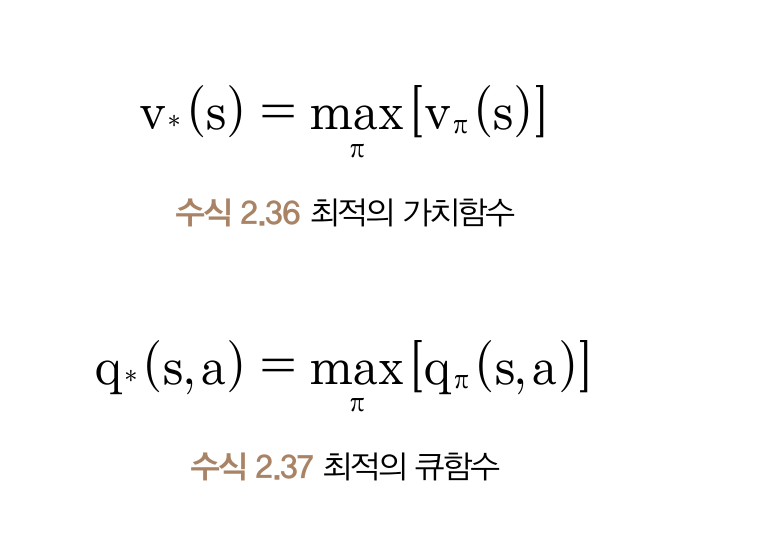 v*(s) = max[vπ(s)]
π
수식 2.36 최적의 가치함수
q*(s,a) = max[qπ(s,a)]
π
수식 2.37 최적의 큐함수